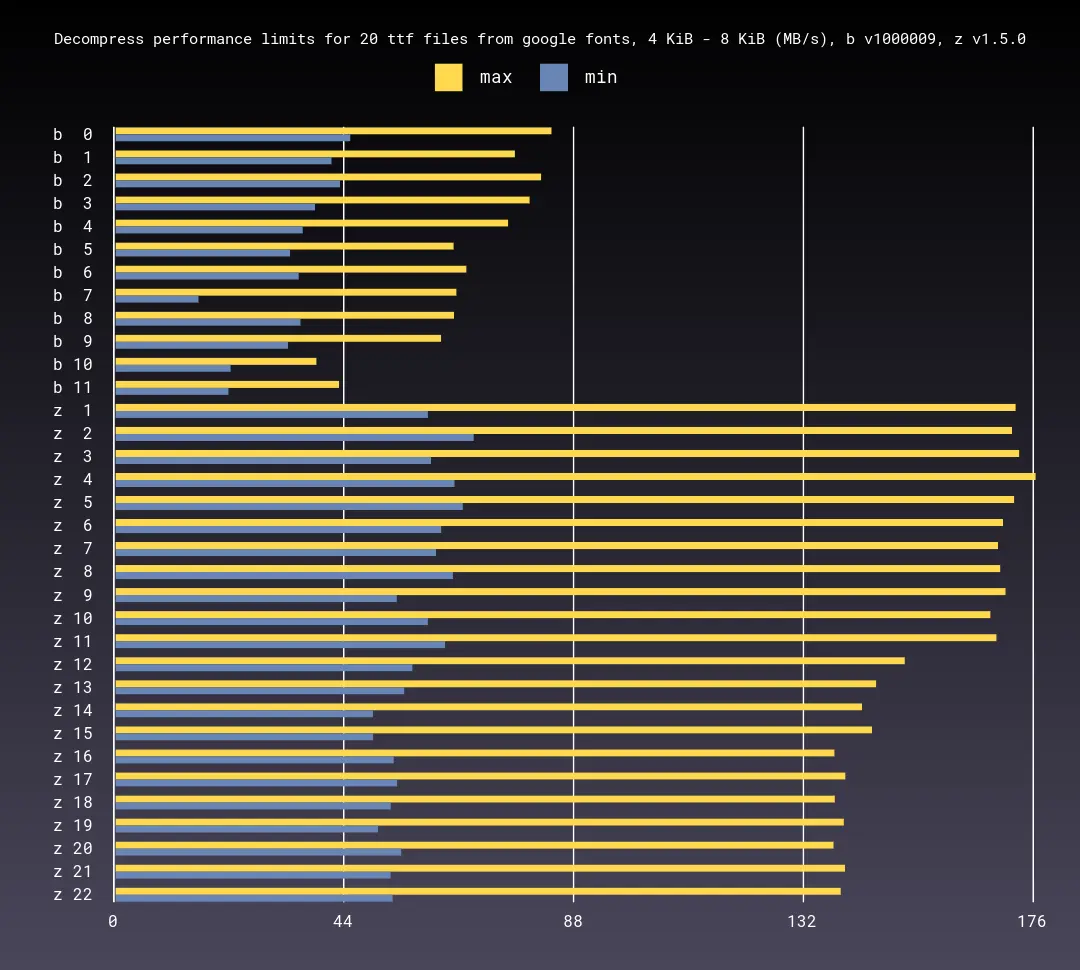 Decompress performance limits for 20 ttf files from google fonts, 4 KiB - 8 KiB (MB/s), b v1000009, z v1.5.0
max min
b 0
b 1
b 2
b 3
b 4
b 5
b 6
b 7
b 8
b 9
b 10
b 11
z 1
z 2
z 3
z 4
z 5
z 6
z 7
z 8
z 9
z 10
z 11
z 12
z 13
z 14
z 15
z 16
z 17
z 18
z 19
z 20
z 21
z 22
0 44 88 132 176